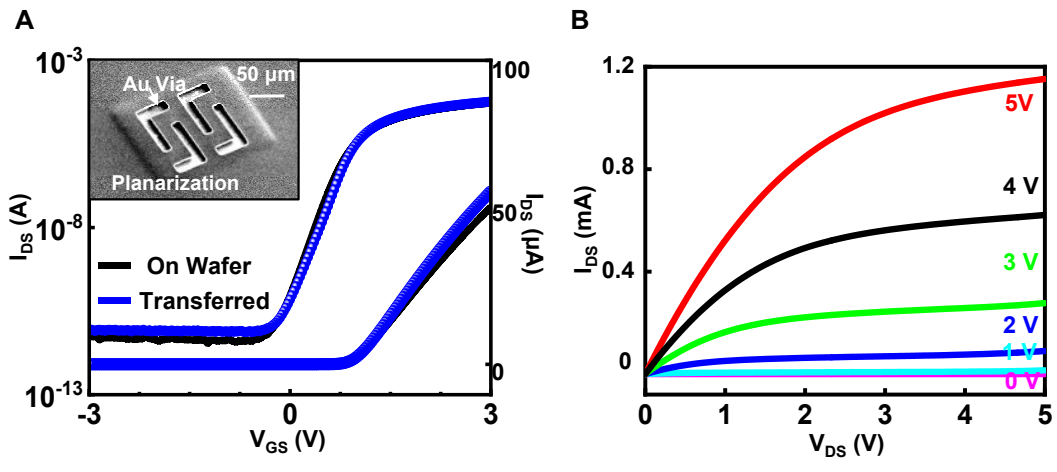 A
10⁻³
10⁻⁸
10⁻¹³
I_DS (A)
Au Via
50 µm
Planarization
On Wafer
Transferred
100
50
0
I_DS (µA)
-3
0
3
V_GS (V)
B
1.2
0.8
0.4
0
I_DS (mA)
5V
4 V
3 V
2 V
1 V
0 V
0
1
2
3
4
5
V_DS (V)